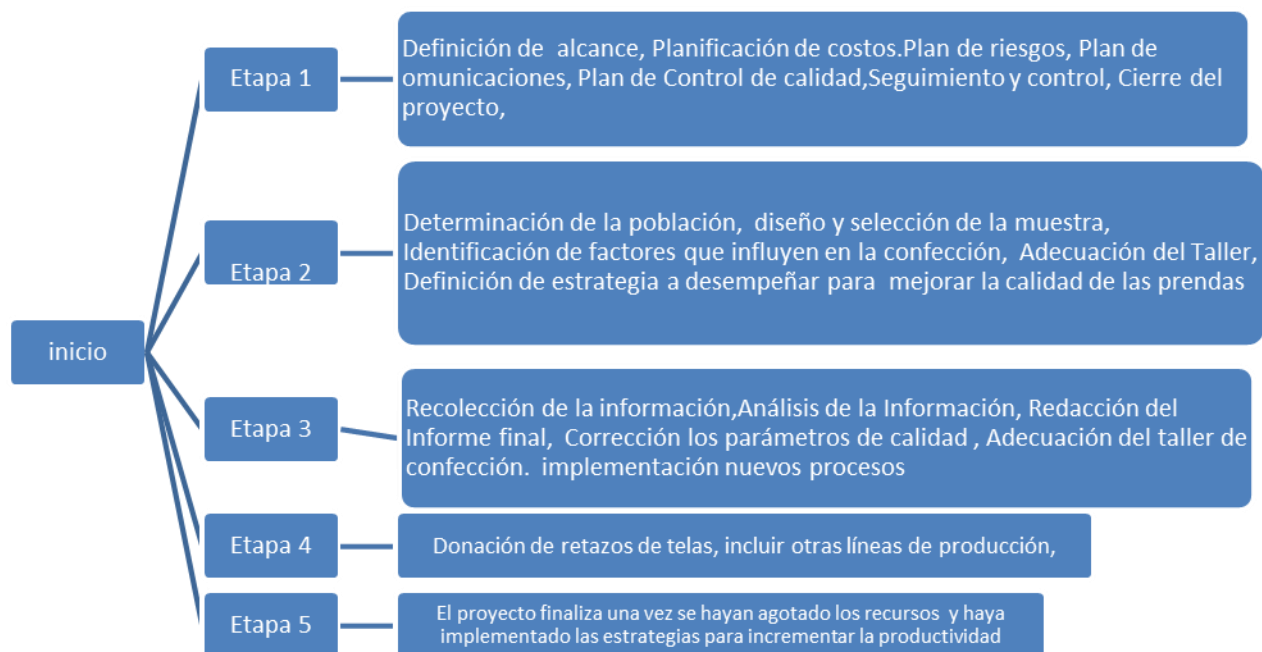 Etapa 1
Definición de  alcance, Planificación de costos.Plan de riesgos, Plan de
omunicaciones, Plan de Control de calidad,Seguimiento y control, Cierre del
proyecto,
Etapa 2
Determinación de la población,  diseño y selección de la muestra,
Identificación de factores que influyen en la confección,  Adecuación del Taller,
Definición de estrategia a desempeñar para  mejorar la calidad de las prendas
inicio
Etapa 3
Recolección de la información,Análisis de la Información, Redacción del
Informe final,  Corrección los parámetros de calidad , Adecuación del taller de
confección.  implementación nuevos procesos
Etapa 4
Donación de retazos de telas, incluir otras líneas de producción,
Etapa 5
El proyecto finaliza una vez se hayan agotado los recursos  y haya
implementado las estrategias para incrementar la productividad